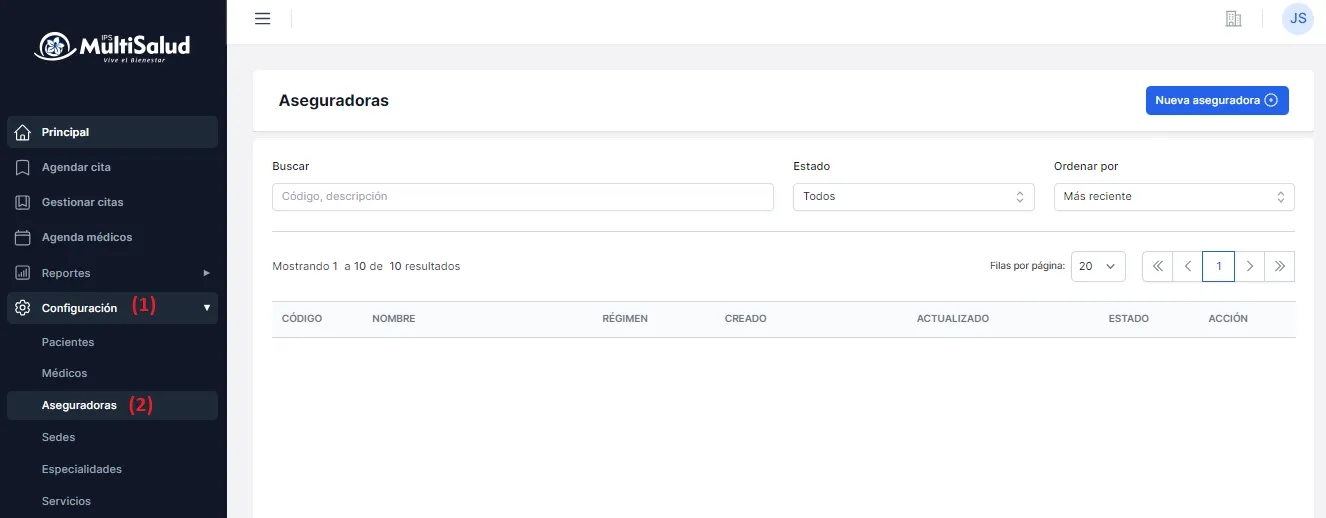 IPS
MultiSalud
Vive el Bienestar
Principal
Agendar cita
Gestionar citas
Agenda médicos
Reportes
Configuración (1)
Pacientes
Médicos
Aseguradoras (2)
Sedes
Especialidades
Servicios
JS
Aseguradoras
Nueva aseguradora
Buscar
Estado
Ordenar por
Código, descripción
Todos
Más reciente
Mostrando 1 a 10 de 10 resultados
Filas por página: 20
1
CÓDIGO NOMBRE RÉGIMEN CREADO ACTUALIZADO ESTADO ACCIÓN